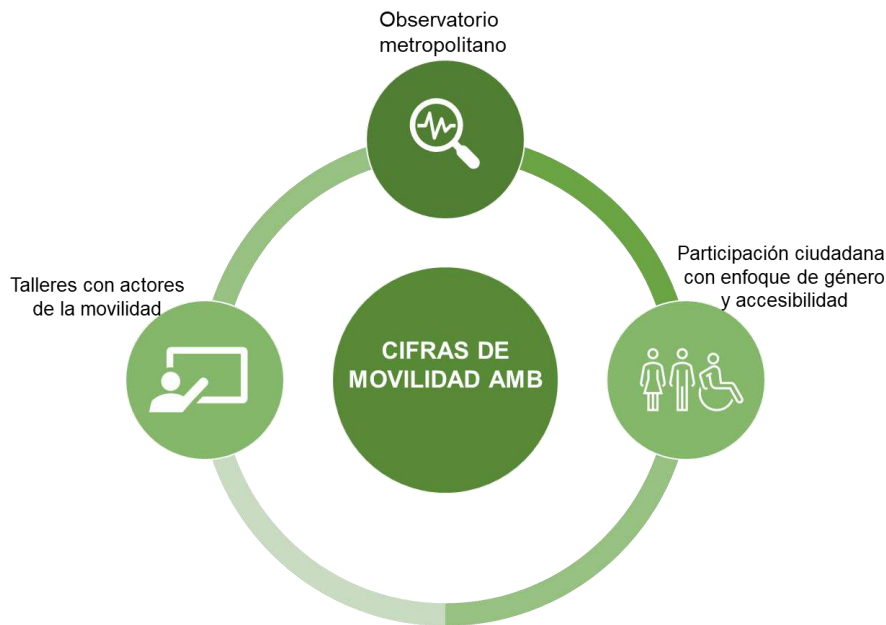 Observatorio
metropolitano
Participación ciudadana
con enfoque de género
y accesibilidad
Talleres con actores
de la movilidad
CIFRAS DE
MOVILIDAD AMB